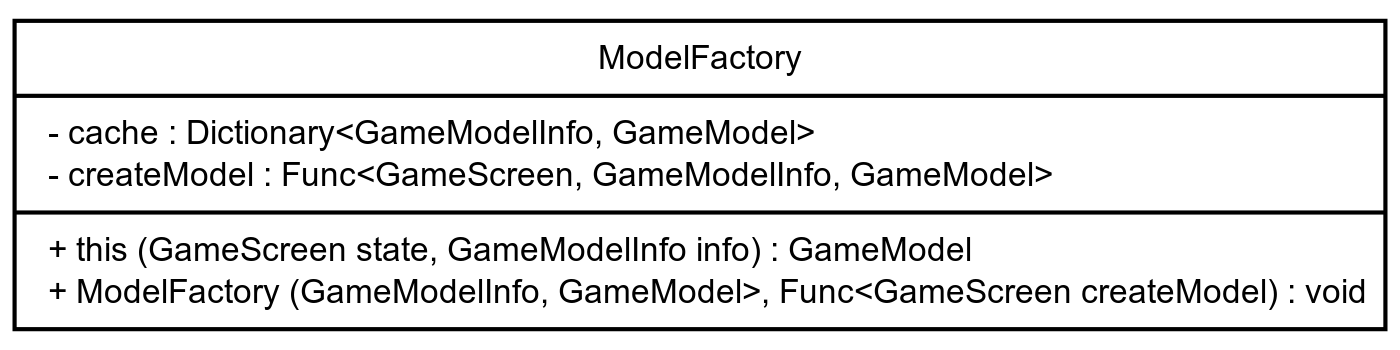 ModelFactory
- cache : Dictionary<GameModelInfo, GameModel>
- createModel : Func<GameScreen, GameModelInfo, GameModel>
+ this (GameScreen state, GameModelInfo info) : GameModel
+ ModelFactory (GameModelInfo, GameModel>, Func<GameScreen createModel) : void